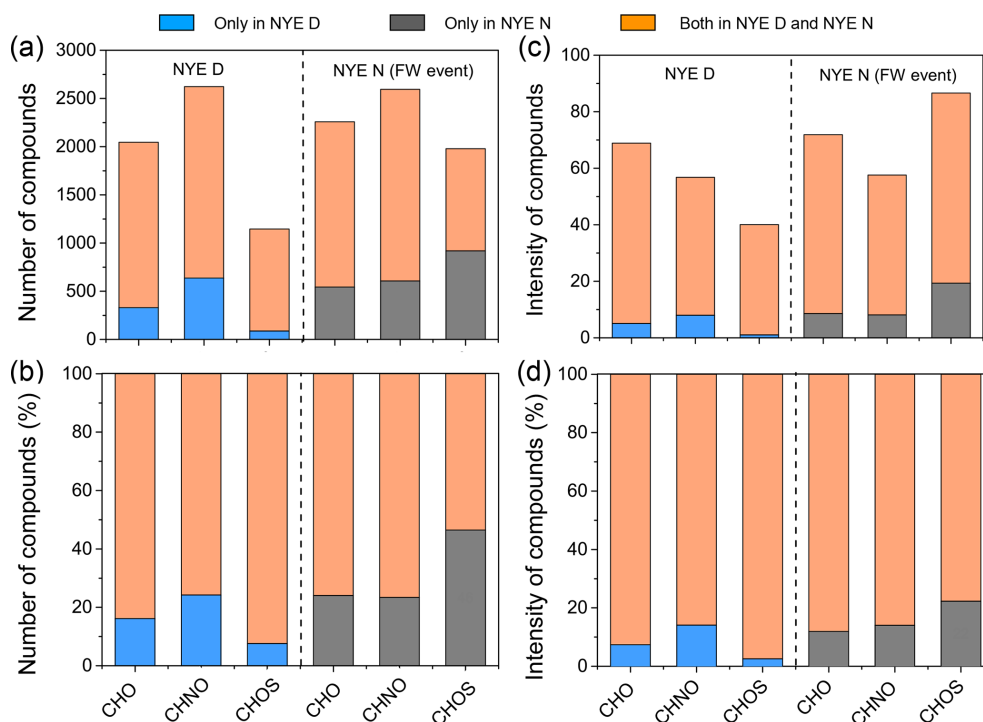 Only in NYE D
Only in NYE N
Both in NYE D and NYE N
(a)
Number of compounds
3000
2500
2000
1500
1000
500
0
NYE D
NYE N (FW event)
(c)
Intensity of compounds
100
80
60
40
20
0
NYE D
NYE N (FW event)
(b)
Number of compounds (%)
100
80
60
40
20
0
CHO
CHNO
CHOS
CHO
CHNO
CHOS
(d)
Intensity of compounds (%)
100
80
60
40
20
0
CHO
CHNO
CHOS
CHO
CHNO
CHOS